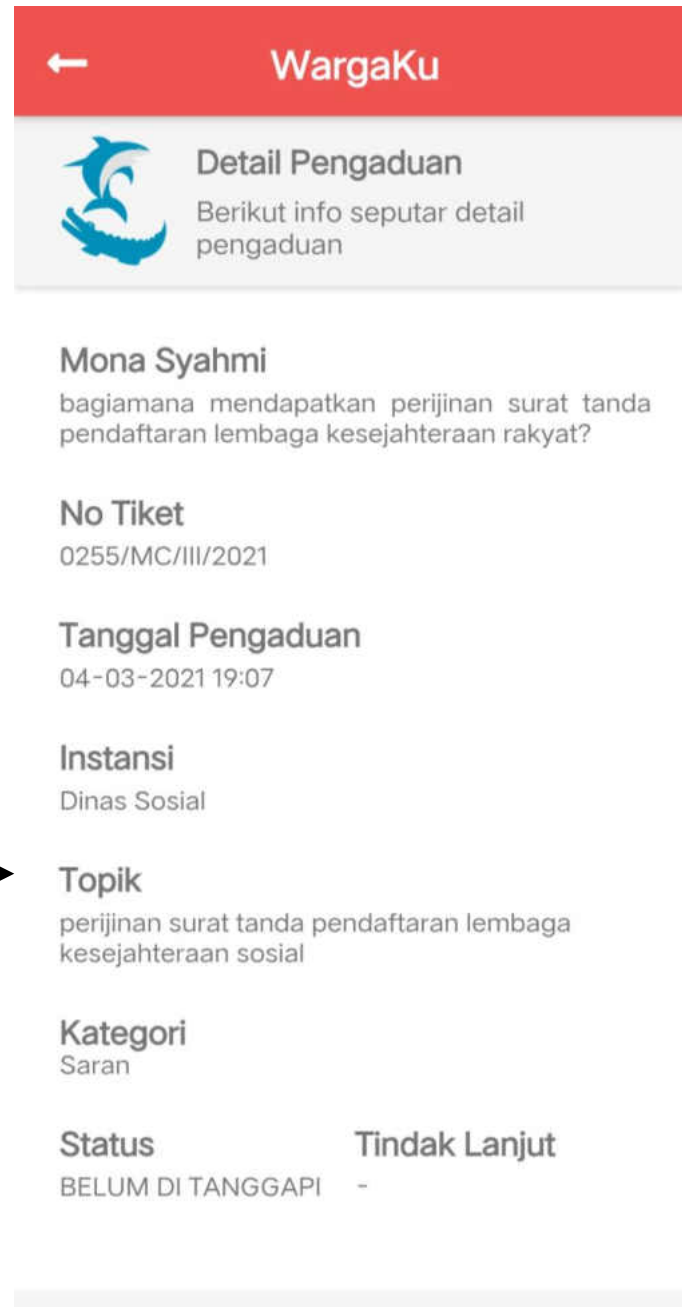 WargaKu
Detail Pengaduan
Berikut info seputar detail
pengaduan
Mona Syahmi
bagiamana mendapatkan perijinan surat tanda
pendaftaran lembaga kesejahteraan rakyat?
No Tiket
0255/MC/III/2021
Tanggal Pengaduan
04-03-2021 19:07
Instansi
Dinas Sosial
Topik
perijinan surat tanda pendaftaran lembaga
kesejahteraan sosial
Kategori
Saran
Status Tindak Lanjut
BELUM DI TANGGAPI -